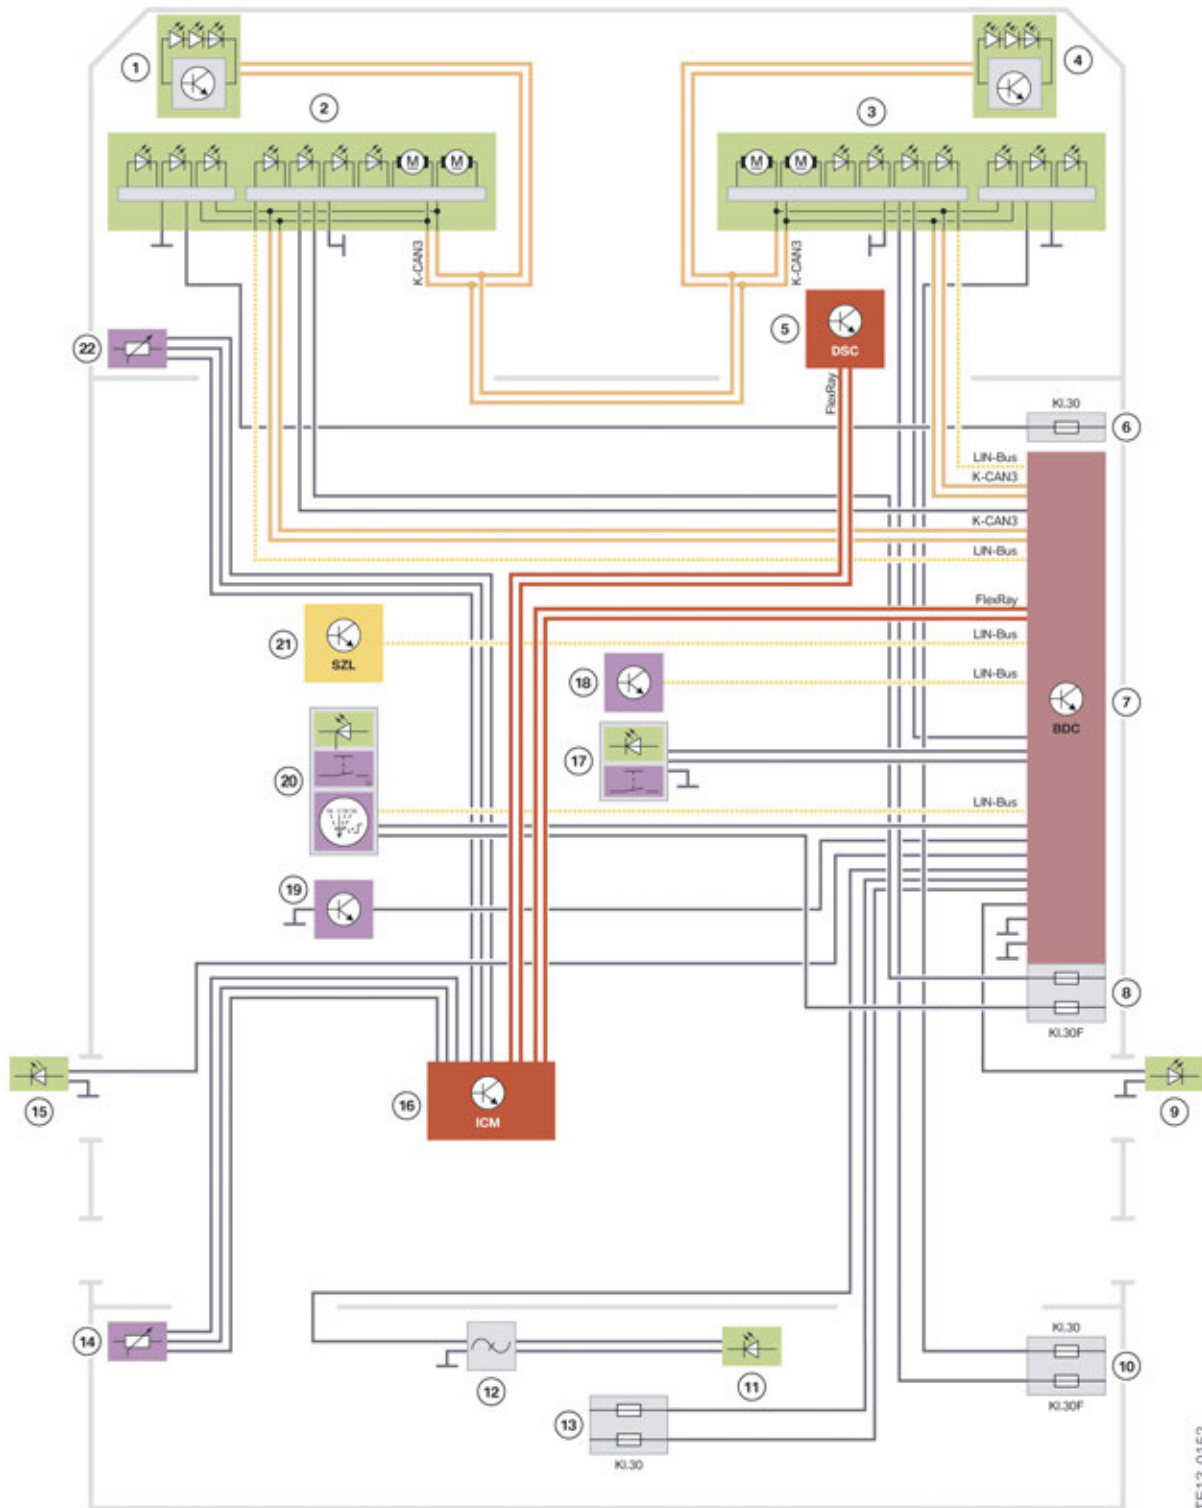 1
4
2
3
M
M
M
M
K-CAN3
K-CAN3
5
DSC
22
FlexRay
Kl.30
6
LIN-Bus
K-CAN3
K-CAN3
LIN-Bus
FlexRay
21
SZL
LIN-Bus
18
LIN-Bus
7
BDC
17
20
LIN-Bus
19
8
Kl.30F
15
16
ICM
9
14
Kl.30
10
12
11
Kl.30F
13
Kl.30